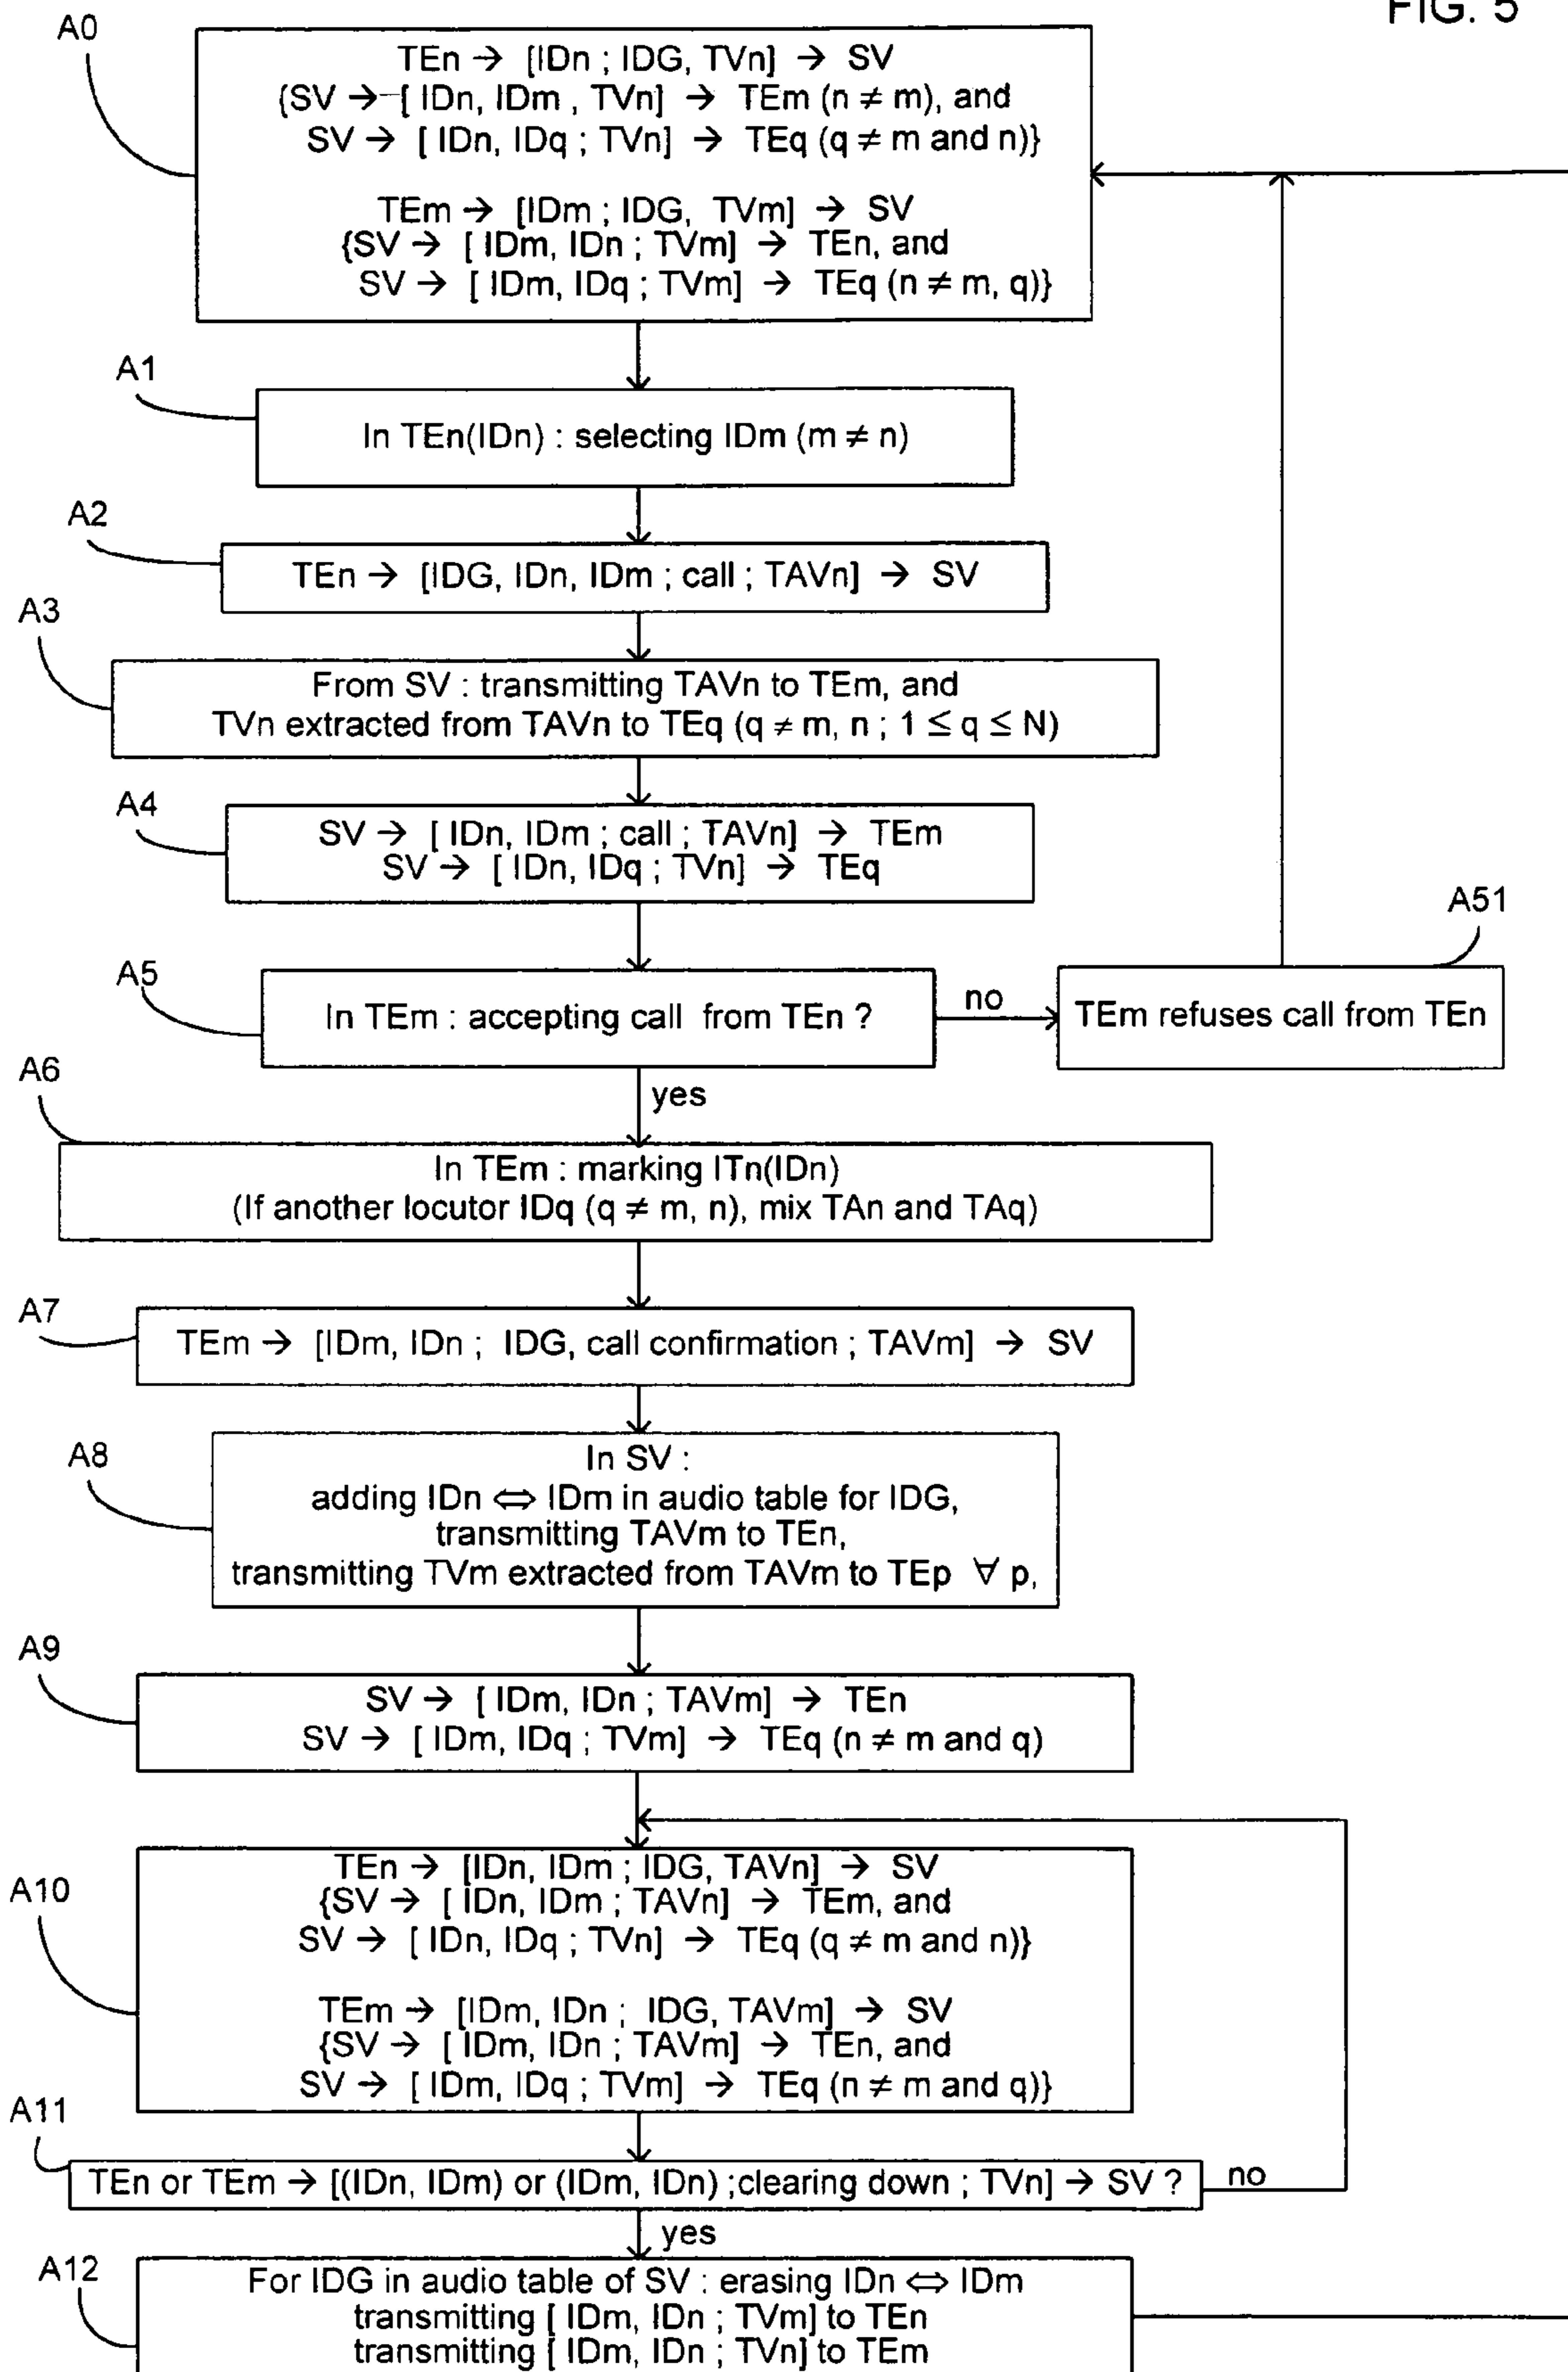 FIG. 5
A0
TEn → [IDn ; IDG, TVn] → SV
{SV → [ IDn, IDm , TVn] → TEm (n ≠ m), and
SV → [ IDn, IDq ; TVn] → TEq (q ≠ m and n)}
TEm → [IDm ; IDG, TVm] → SV
{SV → [ IDm, IDn ; TVm] → TEn, and
SV → [ IDm, IDq ; TVm] → TEq (n ≠ m, q)}
A1
In TEn(IDn) : selecting IDm (m ≠ n)
A2
TEn → [IDG, IDn, IDm ; call ; TAVn] → SV
A3
From SV : transmitting TAVn to TEm, and
TVn extracted from TAVn to TEq (q ≠ m, n ; 1 ≤ q ≤ N)
A4
SV → [ IDn, IDm ; call ; TAVn] → TEm
SV → [ IDn, IDq ; TVn] → TEq
A5
In TEm : accepting call from TEn ?
no
A51
TEm refuses call from TEn
yes
A6
In TEm : marking ITn(IDn)
(If another locutor IDq (q ≠ m, n), mix TAn and TAq)
A7
TEm → [IDm, IDn ; IDG, call confirmation ; TAVm] → SV
A8
In SV :
adding IDn ⇔ IDm in audio table for IDG,
transmitting TAVm to TEn,
transmitting TVm extracted from TAVm to TEp ∀ p,
A9
SV → [ IDm, IDn ; TAVm] → TEn
SV → [ IDm, IDq ; TVm] → TEq (n ≠ m and q)
A10
TEn → [IDn, IDm ; IDG, TAVn] → SV
{SV → [ IDn, IDm ; TAVn] → TEm, and
SV → [ IDn, IDq ; TVn] → TEq (q ≠ m and n)}
TEm → [IDm, IDn ; IDG, TAVm] → SV
{SV → [ IDm, IDn ; TAVm] → TEn, and
SV → [ IDm, IDq ; TVm] → TEq (n ≠ m and q)}
A11
TEn or TEm → [(IDn, IDm) or (IDm, IDn) ;clearing down ; TVn] → SV ?
no
yes
A12
For IDG in audio table of SV : erasing IDn ⇔ IDm
transmitting [ IDm, IDn ; TVm] to TEn
transmitting [ IDm, IDn ; TVn] to TEm